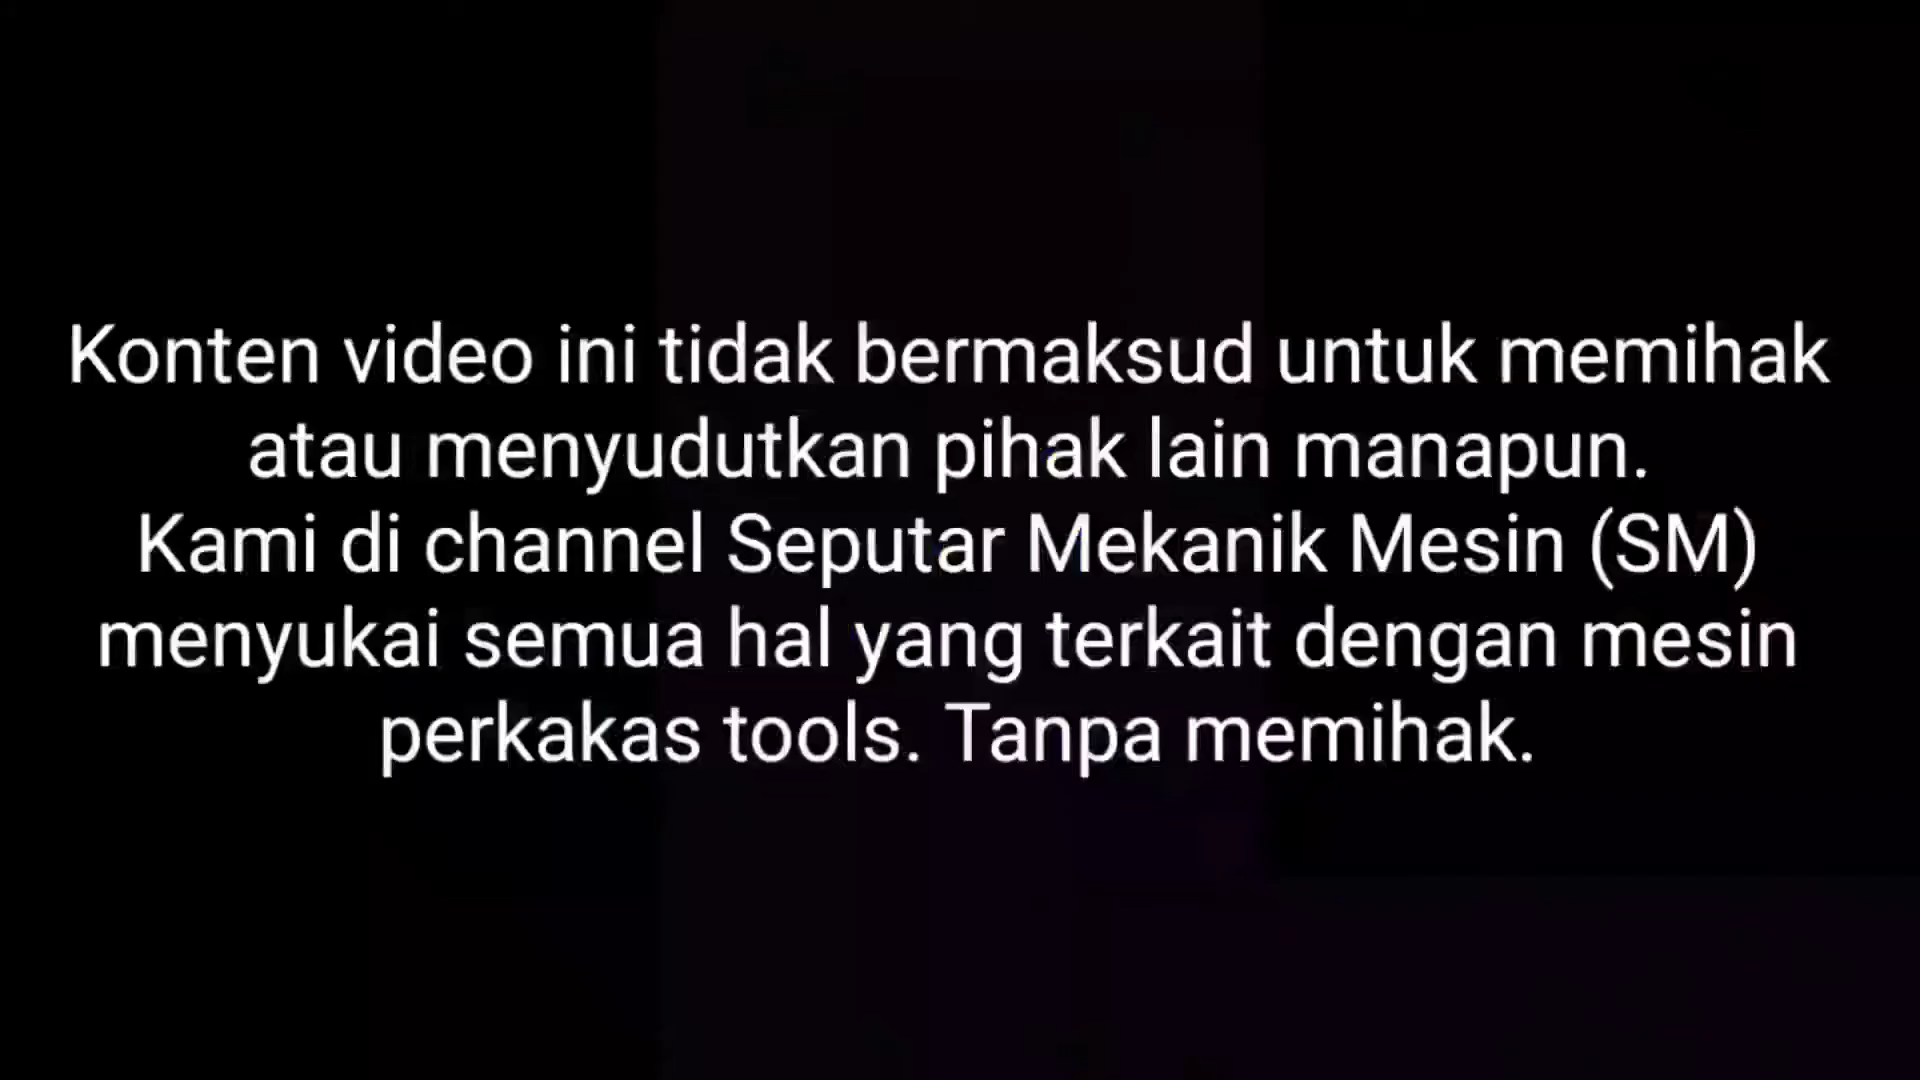 Konten video ini tidak bermaksud untuk memihak
atau menyudutkan pihak lain manapun.
Kami di channel Seputar Mekanik Mesin (SM)
menyukai semua hal yang terkait dengan mesin
perkakas tools. Tanpa memihak.